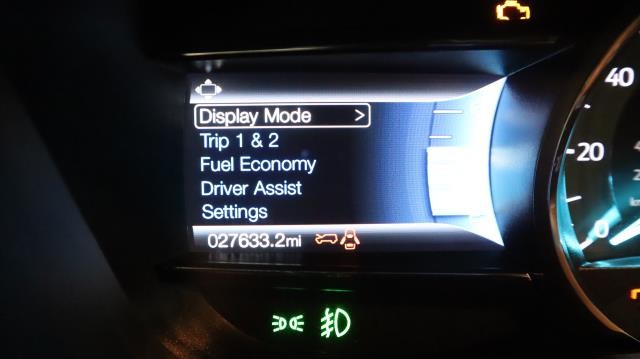 Display Mode >
Trip 1 & 2
Fuel Economy
Driver Assist
Settings
027633.2mi
40
20
0